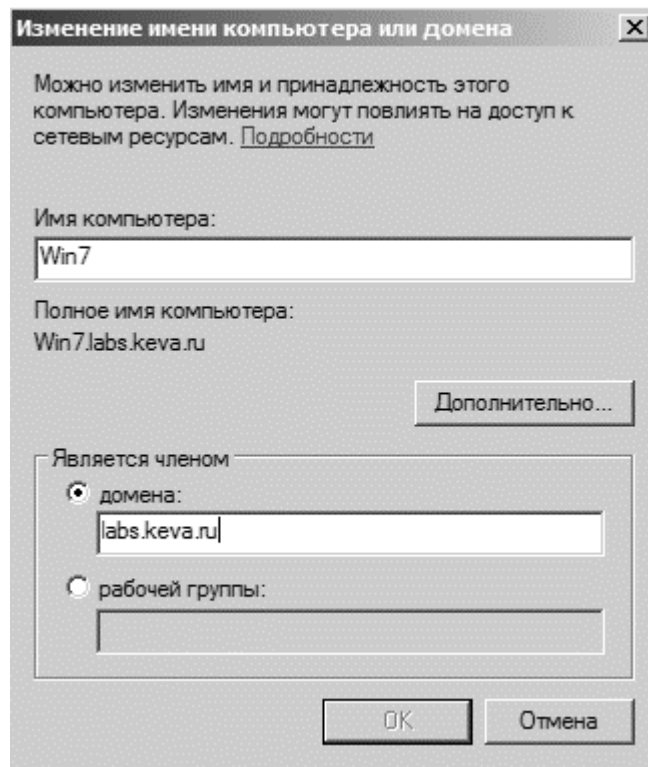 Изменение имени компьютера или домена
Можно изменить имя и принадлежность этого
компьютера. Изменения могут повлиять на доступ к
сетевым ресурсам. Подробности
Имя компьютера:
Win7
Полное имя компьютера:
Win7.labs.keva.ru
Дополнительно...
Является членом
домена:
labs.keva.ru
рабочей группы:
OK
Отмена